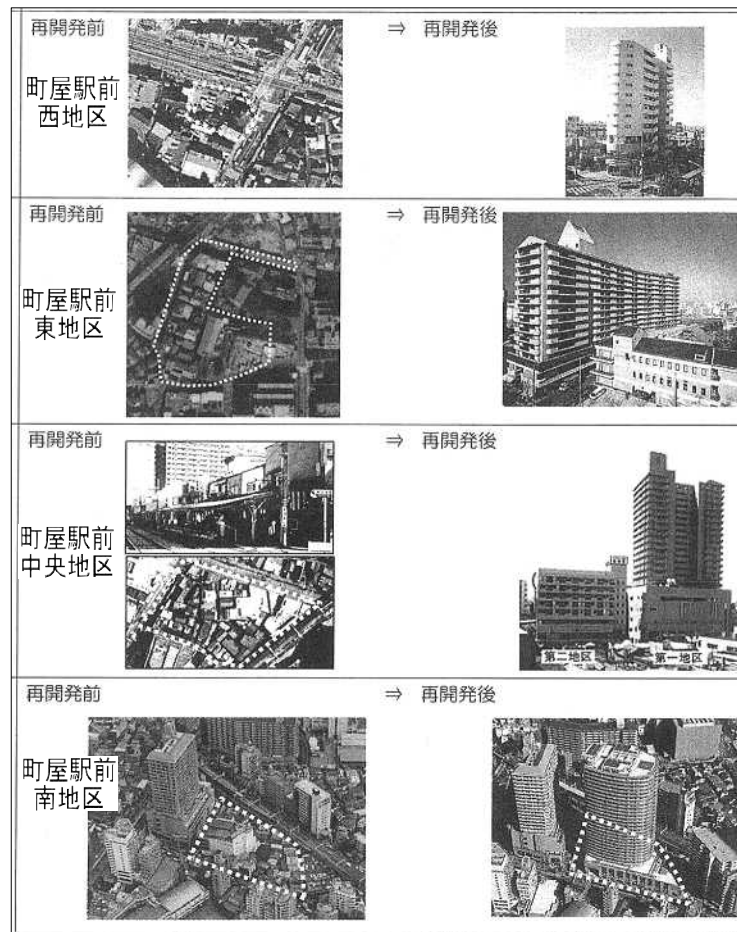 再開発前 ⇒ 再開発後
町屋駅前
西地区
再開発前 ⇒ 再開発後
町屋駅前
東地区
再開発前 ⇒ 再開発後
町屋駅前
中央地区
第二地区 第一地区
再開発前 ⇒ 再開発後
町屋駅前
南地区